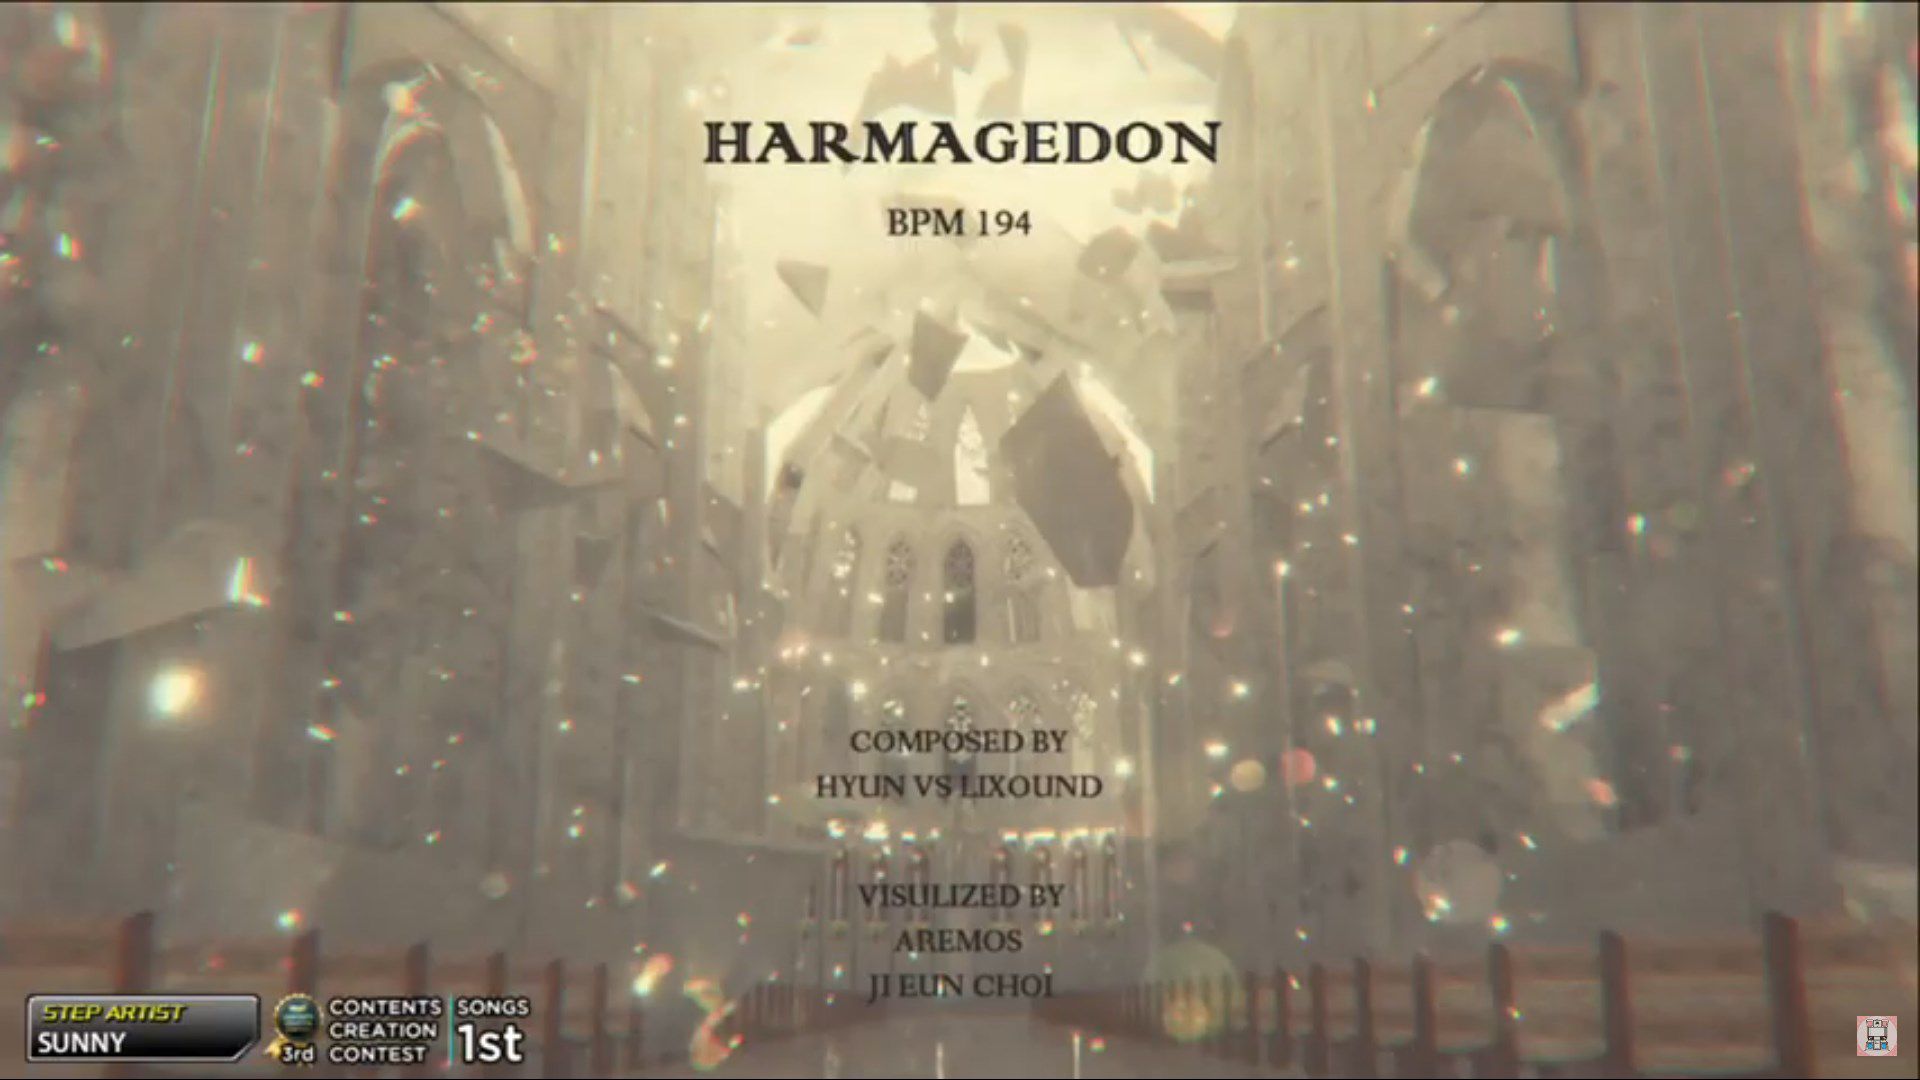 HARMAGEDON
BPM 194
COMPOSED BY
HYUN VS LIXOUND
VISULIZED BY
AREMOS
JI EUN CHOI
STEP ARTIST
SUNNY
3rd
CONTENTS
CREATION
CONTEST
SONGS
1st